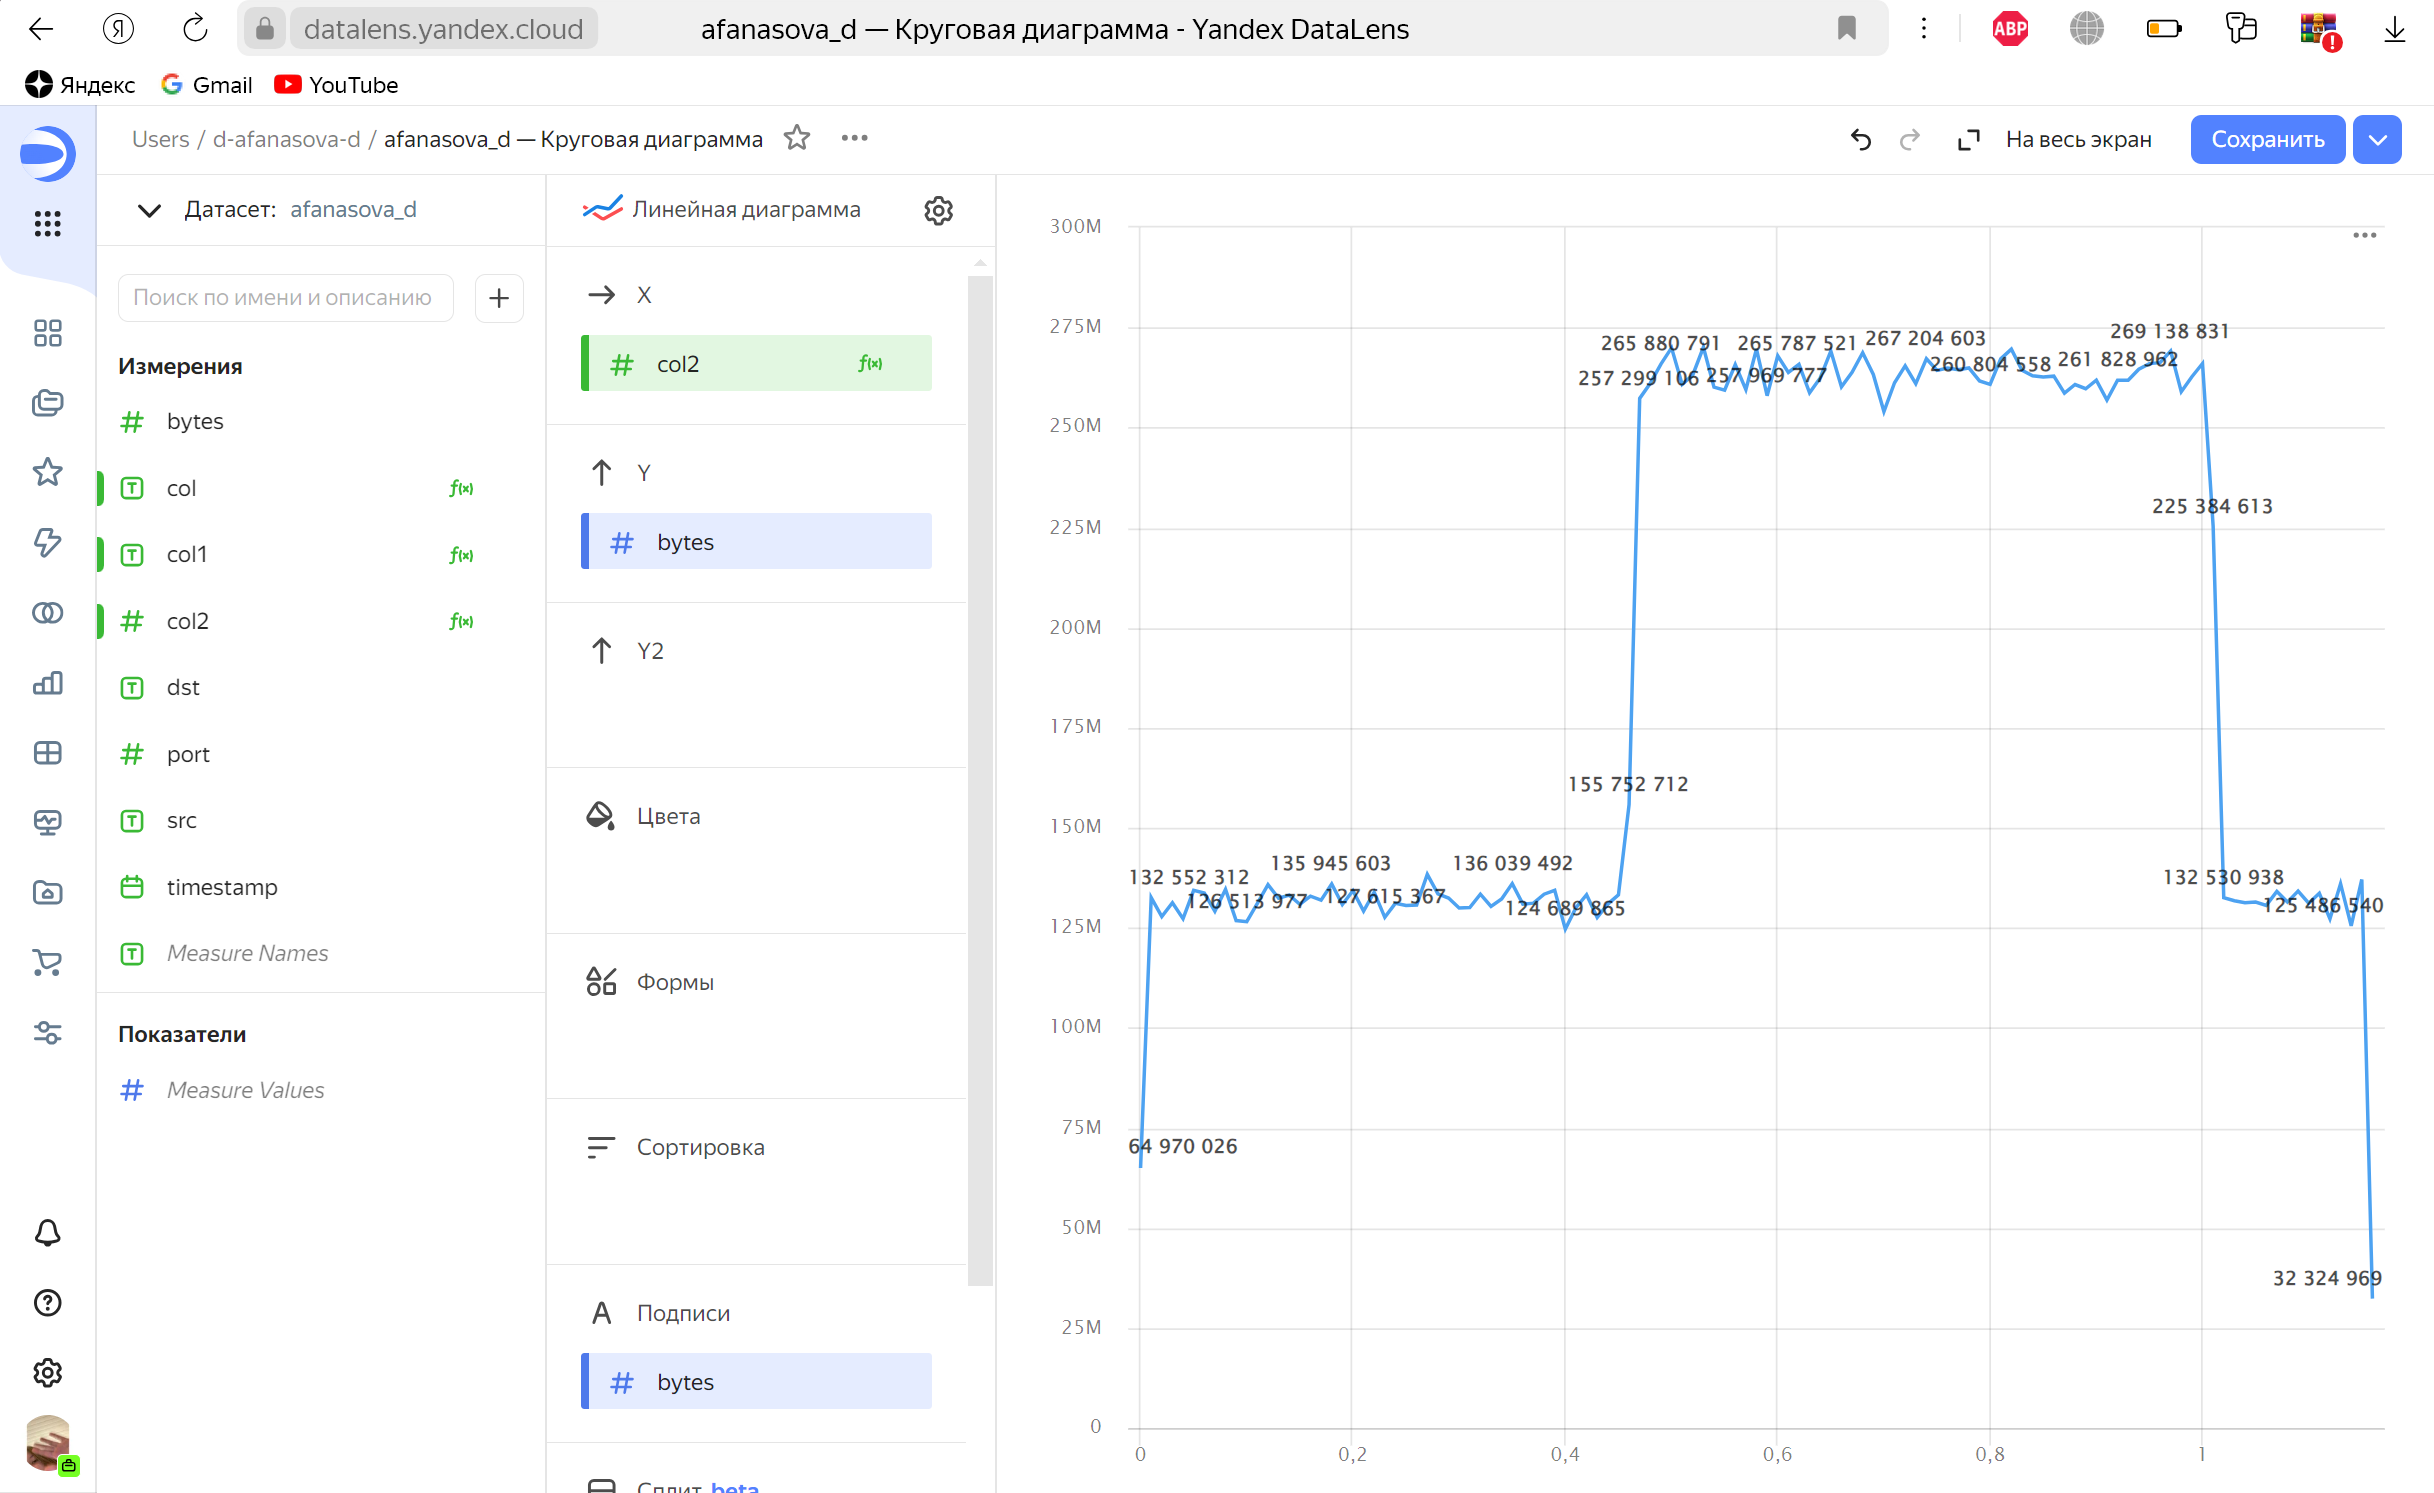 datalens.yandex.cloud
afanasova_d — Круговая диаграмма - Yandex DataLens
ABP
Яндекс
Gmail
YouTube
Users / d-afanasova-d / afanasova_d — Круговая диаграмма
На весь экран
Сохранить
Датасет: afanasova_d
Поиск по имени и описанию
Измерения
bytes
col
col1
col2
dst
port
src
timestamp
Measure Names
Показатели
Measure Values
Линейная диаграмма
X
col2
Y
bytes
Y2
Цвета
Формы
Сортировка
Подписи
bytes
Сплит beta
300M
275M
250M
225M
200M
175M
150M
125M
100M
75M
50M
25M
0
269 138 831
265 880 791
265 787 521
267 204 603
257 299 106
257 969 777
260 804 558
261 828 962
225 384 613
155 752 712
132 552 312
135 945 603
136 039 492
126 513 977
127 615 367
124 689 865
132 530 938
125 486 540
64 970 026
32 324 969
0
0,2
0,4
0,6
0,8
1